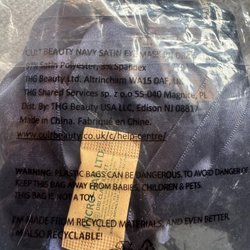 CULT BEAUTY NAVY SATIN EYE MASK
97% Satin Polyester, 3% Spandex
THG Beauty Ltd. Altrincham WA15 0AF, UK
THG Shared Services sp. z o.o 55-040 Magnice, PL
Dist. By: THG Beauty USA LLC, Edison NJ 08817
Made in China. Fabriqué en Chine.
www.cultbeauty.co.uk/c/help-centre/
WARNING: PLASTIC BAGS CAN BE DANGEROUS, TO AVOID DANGER
KEEP THIS BAG AWAY FROM BABIES, CHILDREN & PETS.
THIS BAG IS NOT A TOY.
I'M MADE FROM RECYCLED MATERIALS, AND EVEN BETTER,
I'M ALSO RECYCLABLE!